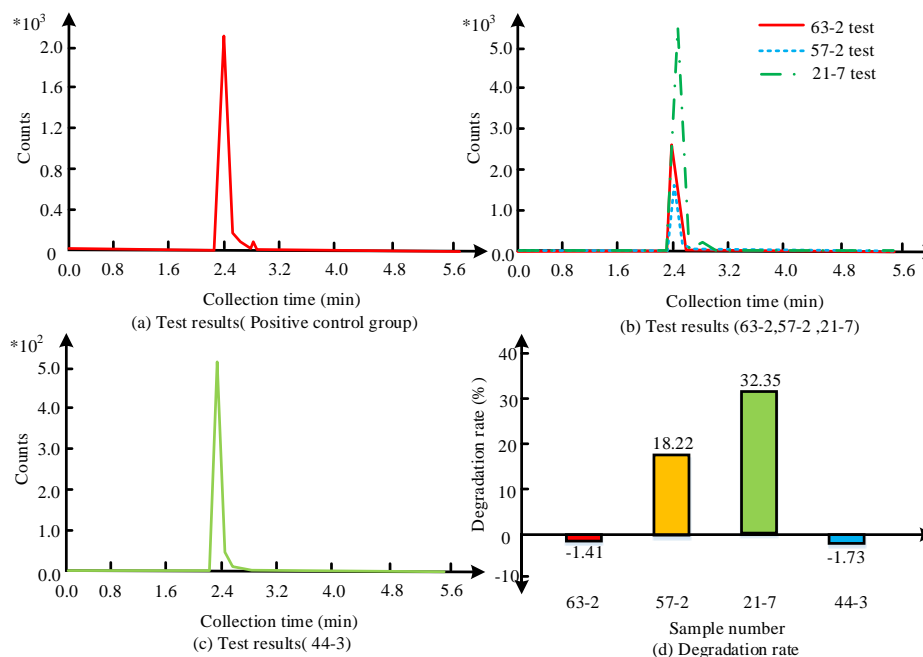 *10³
2.0
1.6
1.2
0.8
0.4
0
Counts
0.0 0.8 1.6 2.4 3.2 4.0 4.8 5.6
Collection time (min)
(a) Test results( Positive control group)
*10³
5.0
4.0
3.0
2.0
1.0
0
Counts
63-2 test
57-2 test
21-7 test
0.0 0.8 1.6 2.4 3.2 4.0 4.8 5.6
Collection time (min)
(b) Test results (63-2,57-2 ,21-7)
*10²
5.0
4.0
3.0
2.0
1.0
0.0
Counts
0.0 0.8 1.6 2.4 3.2 4.0 4.8 5.6
Collection time (min)
(c) Test results( 44-3)
40
30
20
10
0
-10
Degradation rate (%)
-1.41
18.22
32.35
-1.73
63-2 57-2 21-7 44-3
Sample number
(d) Degradation rate